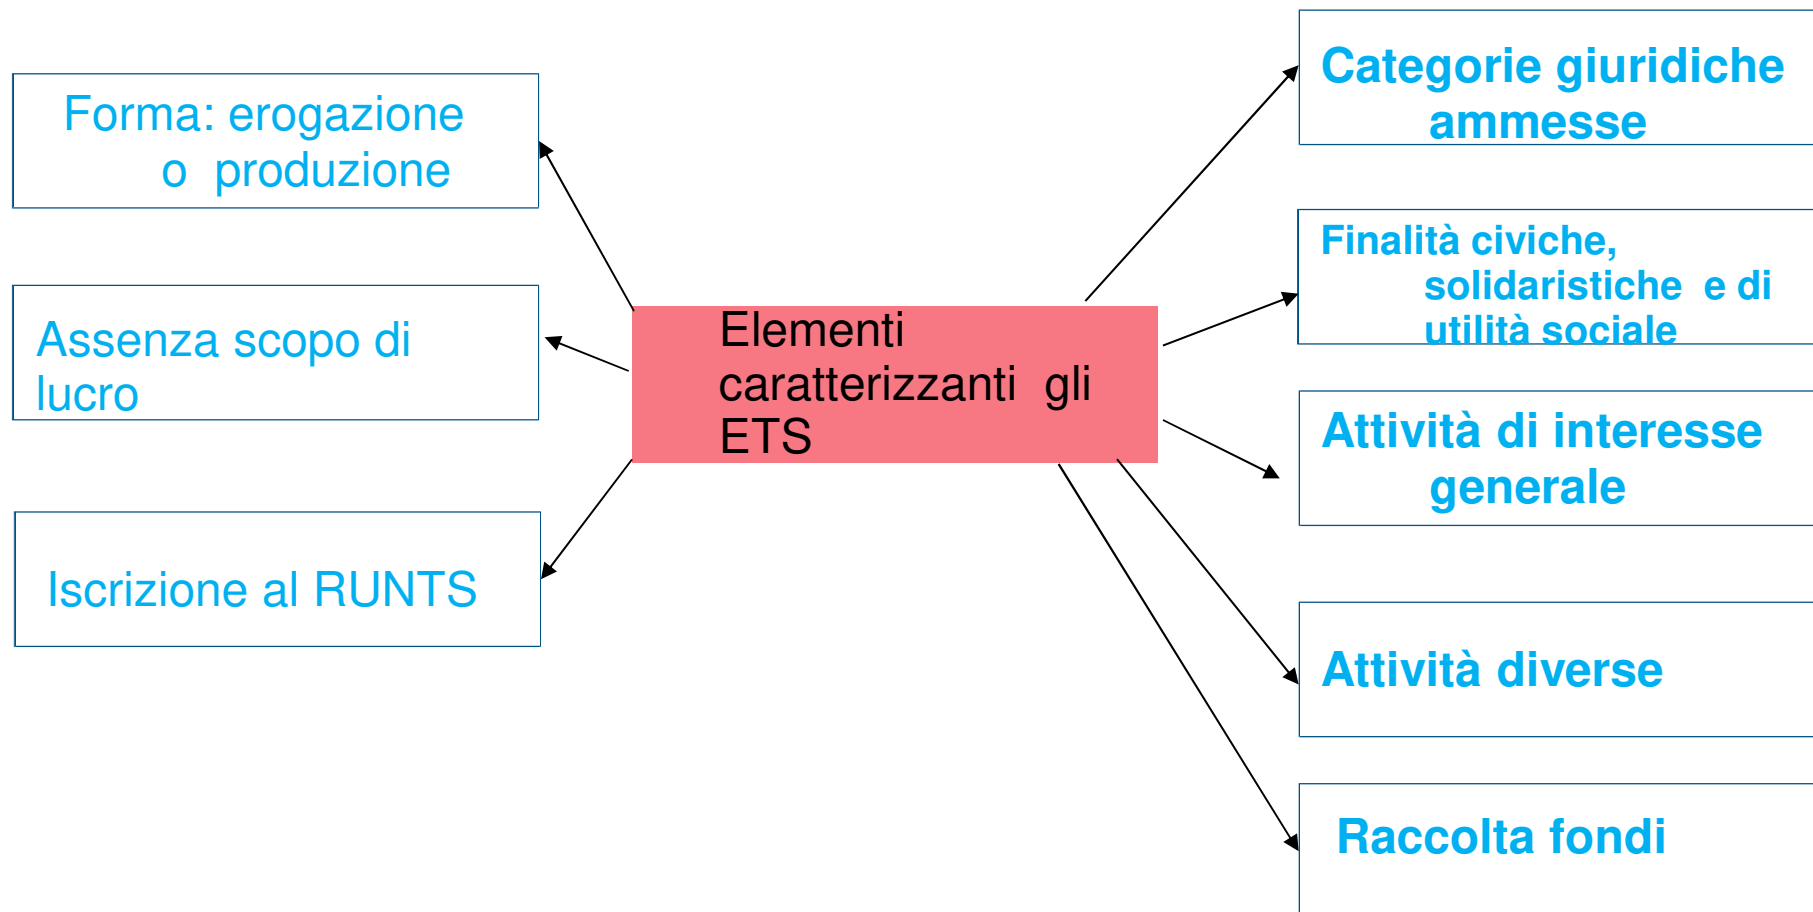 Forma: erogazione
o produzione
Assenza scopo di
lucro
Iscrizione al RUNTS
Elementi
caratterizzanti gli
ETS
Categorie giuridiche
ammesse
Finalità civiche,
solidaristiche e di
utilità sociale
Attività di interesse
generale
Attività diverse
Raccolta fondi